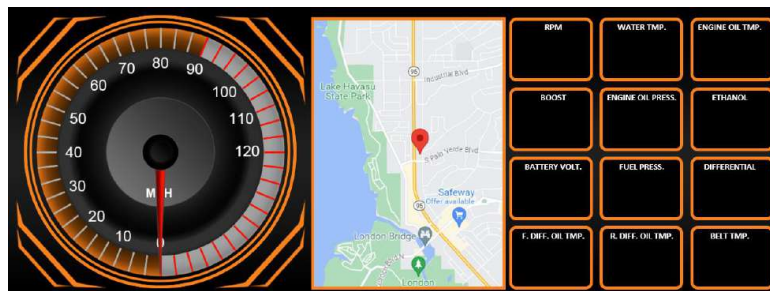 80
70
90
60
100
50
110
40
120
30
MPH
20
10
0
95
Industrial Blvd
Lake Havasu
State Park
S Palo Verde Blvd
Safeway
Offer available
95
London Bridge
London
RPM
WATER TMP.
ENGINE OIL TMP.
BOOST
ENGINE OIL PRESS.
ETHANOL
BATTERY VOLT.
FUEL PRESS.
DIFFERENTIAL
F. DIFF. OIL TMP.
R. DIFF. OIL TMP.
BELT TMP.